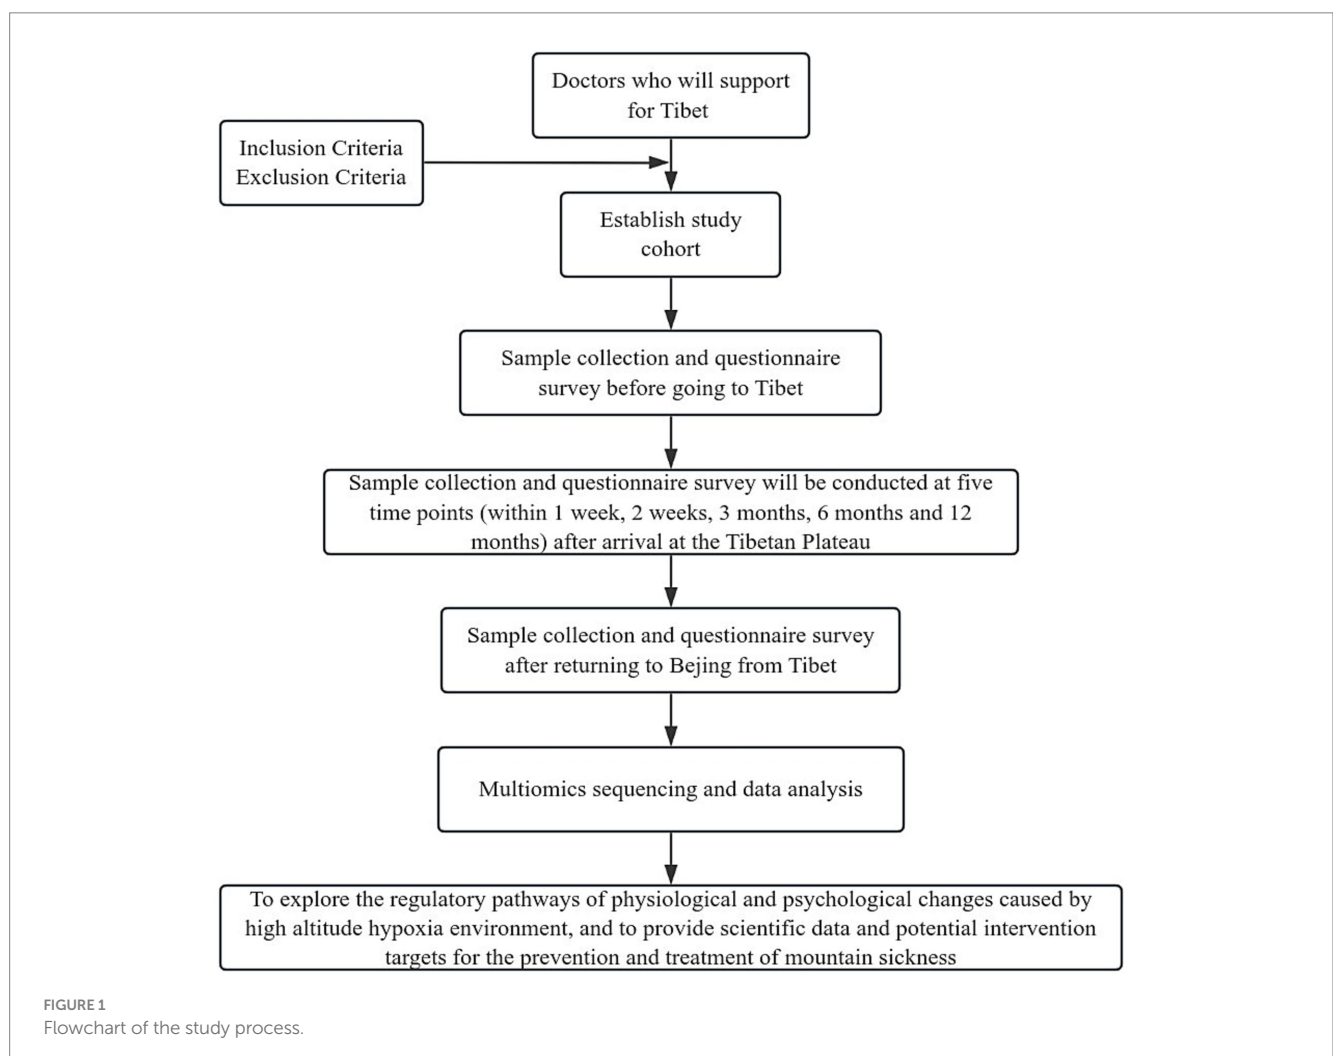 Doctors who will support
for Tibet
Inclusion Criteria
Exclusion Criteria
Establish study
cohort
Sample collection and questionnaire
survey before going to Tibet
Sample collection and questionnaire survey will be conducted at five
time points (within 1 week, 2 weeks, 3 months, 6 months and 12
months) after arrival at the Tibetan Plateau
Sample collection and questionnaire survey
after returning to Bejing from Tibet
Multiomics sequencing and data analysis
To explore the regulatory pathways of physiological and psychological changes caused by
high altitude hypoxia environment, and to provide scientific data and potential intervention
targets for the prevention and treatment of mountain sickness
FIGURE 1
Flowchart of the study process.